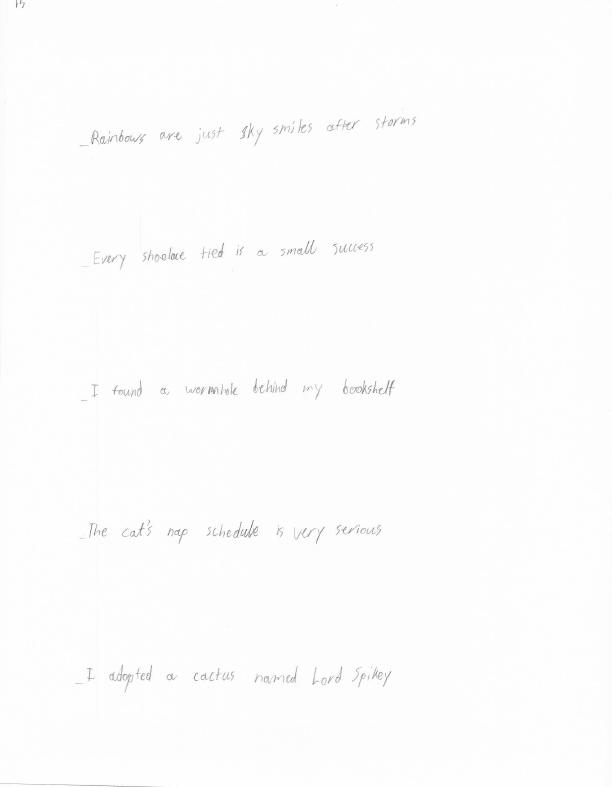 15
_Rainbows are just sky smiles after storms
_Every shoelace tied is a small success
_I found a wormhole behind my bookshelf
_The cat's nap schedule is very serious
_I adopted a cactus named Lord Spikey